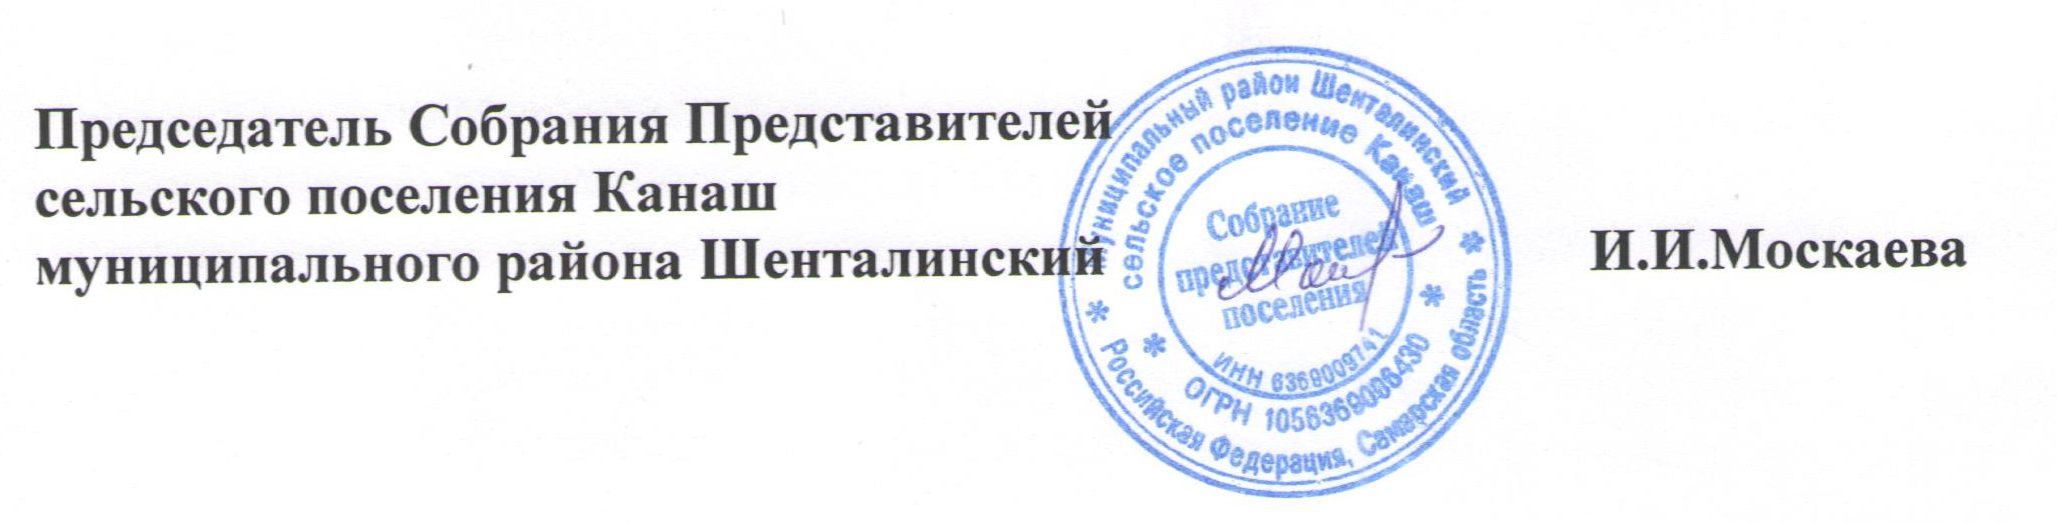 Председатель Собрания Представителей
сельского поселения Канаш
муниципального района Шенталинский
И.И.Москаева
муниципальный район Шенталинский
* Российская Федерация, Самарская область *
сельское поселение Канаш
* ОГРН 1056369006430 *
Собрание
представителей
поселения
ИНН 6369009741